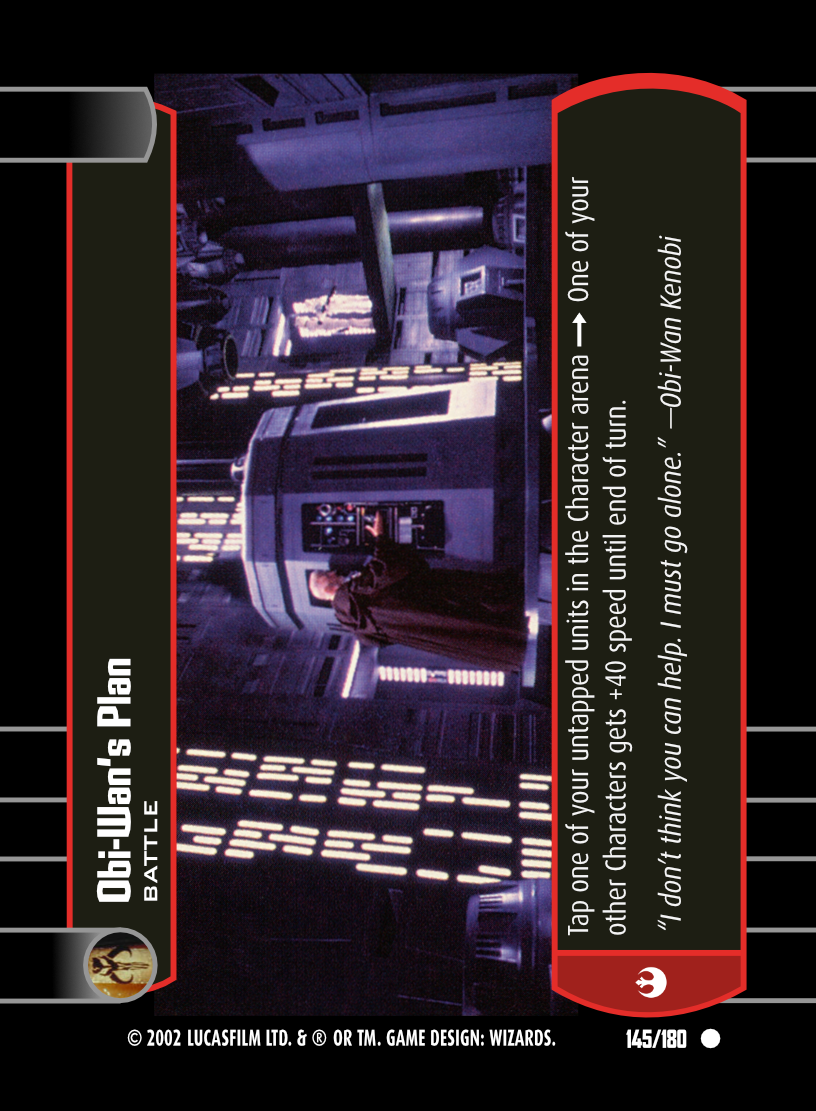 Obi-Wan's Plan
BATTLE
Tap one of your untapped units in the Character arena → One of your
other Characters gets +40 speed until end of turn.
“I don’t think you can help. I must go alone.” —Obi-Wan Kenobi
© 2002 LUCASFILM LTD. & ® OR TM. GAME DESIGN: WIZARDS.
145/180